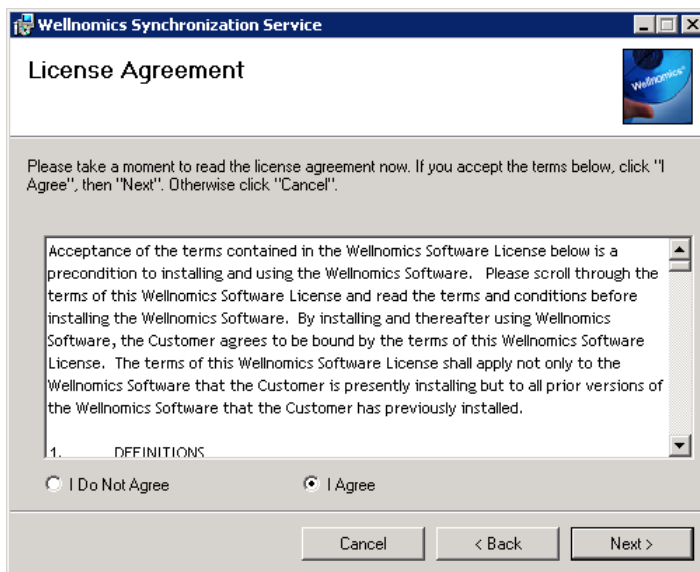 Wellnomics Synchronization Service
License Agreement
Wellnomics®
Please take a moment to read the license agreement now. If you accept the terms below, click "I
Agree", then "Next". Otherwise click "Cancel".
Acceptance of the terms contained in the Wellnomics Software License below is a
precondition to installing and using the Wellnomics Software.   Please scroll through the
terms of this Wellnomics Software License and read the terms and conditions before
installing the Wellnomics Software.  By installing and thereafter using Wellnomics
Software, the Customer agrees to be bound by the terms of this Wellnomics Software
License.  The terms of this Wellnomics Software License shall apply not only to the
Wellnomics Software that the Customer is presently installing but to all prior versions of
the Wellnomics Software that the Customer has previously installed.
1.	DEFINITIONS
I Do Not Agree
I Agree
Cancel
< Back
Next >